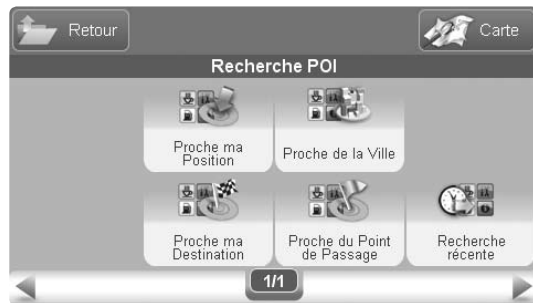 Retour
Carte
Recherche POI
Proche ma
Position
Proche de la Ville
Proche ma
Destination
Proche du Point
de Passage
Recherche
récente
1/1